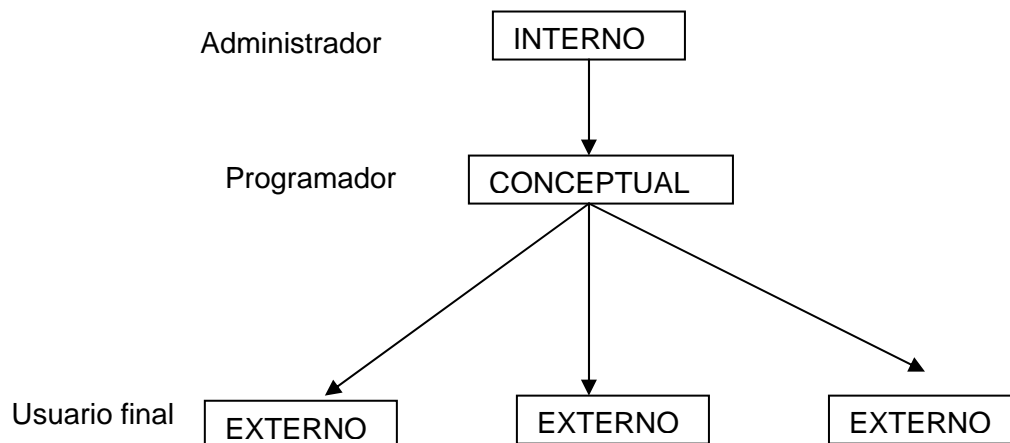 Administrador
INTERNO
Programador
CONCEPTUAL
Usuario final
EXTERNO
EXTERNO
EXTERNO